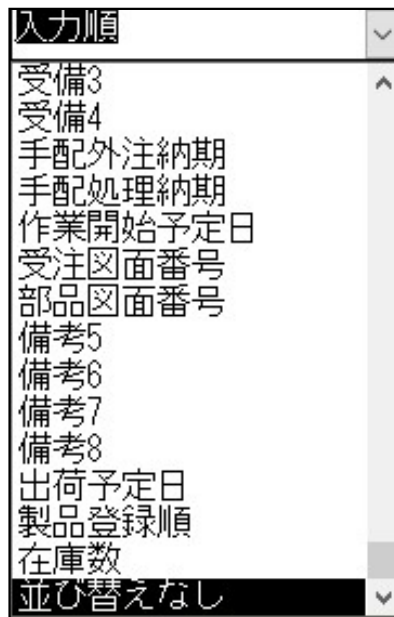 入力順
受備3
受備4
手配外注納期
手配処理納期
作業開始予定日
受注図面番号
部品図面番号
備考5
備考6
備考7
備考8
出荷予定日
製品登録順
在庫数
並び替えなし